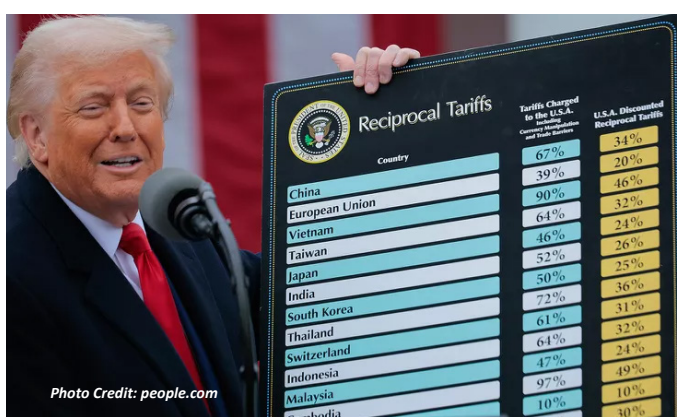 Reciprocal Tariffs
Country
Tariffs Charged
to the U.S.A.
Including
Currency Manipulation
and Trade Barriers
U.S.A. Discounted
Reciprocal Tariffs
China 67% 34%
European Union 39% 20%
Vietnam 90% 46%
Taiwan 64% 32%
Japan 46% 24%
India 52% 26%
South Korea 50% 25%
Thailand 72% 36%
Switzerland 61% 31%
Indonesia 64% 32%
Malaysia 47% 24%
Cambodia 97% 49%
10% 10%
30%
Photo Credit: people.com